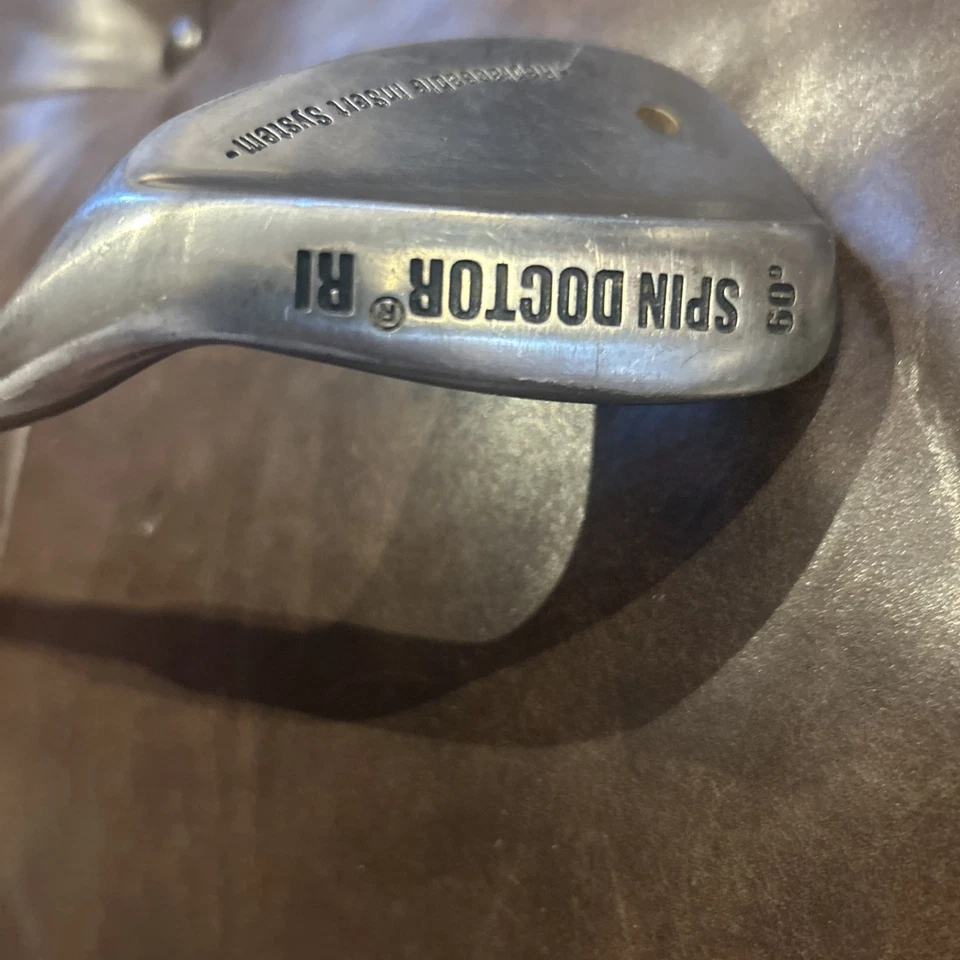 60°
SPIN DOCTOR® RI
•Replaceable Insert System•